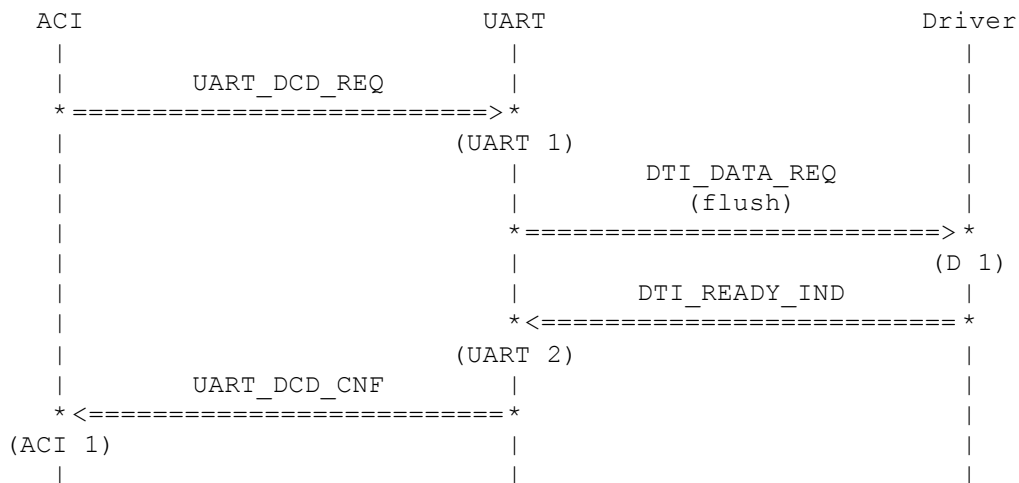 ACI UART Driver
UART_DCD_REQ
(UART 1)
DTI_DATA_REQ
(flush)
(D 1)
DTI_READY_IND
(UART 2)
UART_DCD_CNF
(ACI 1)